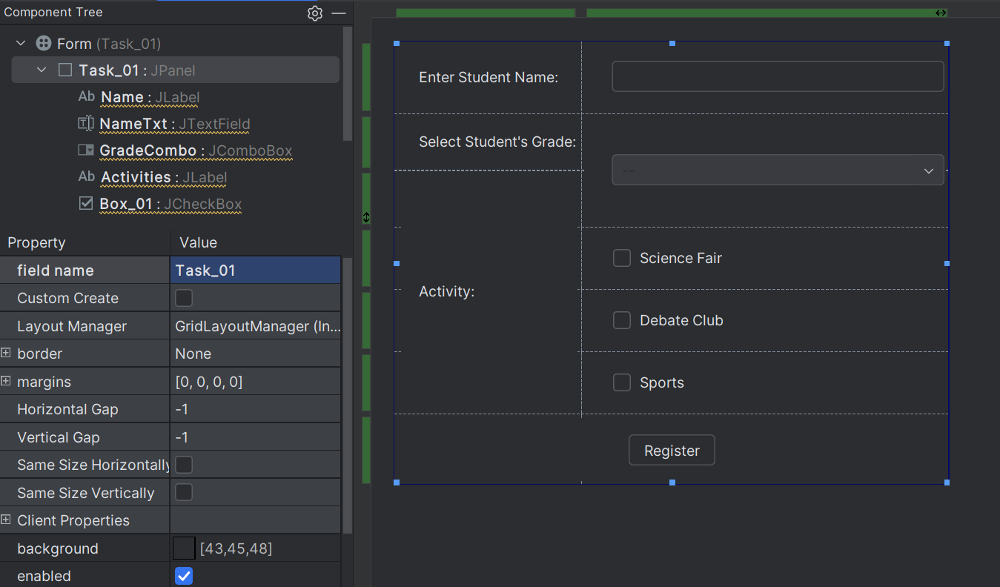 Component Tree
Form (Task_01)
Task_01 : JPanel
Ab Name : JLabel
NameTxt : JTextField
GradeCombo : JComboBox
Ab Activities : JLabel
Box_01 : JCheckBox
Property Value
field name Task_01
Custom Create
Layout Manager GridLayoutManager (In...
border None
margins [0, 0, 0, 0]
Horizontal Gap -1
Vertical Gap -1
Same Size Horizontally
Same Size Vertically
Client Properties
background [43,45,48]
enabled
Enter Student Name:
Select Student's Grade:
--
Science Fair
Activity:
Debate Club
Sports
Register